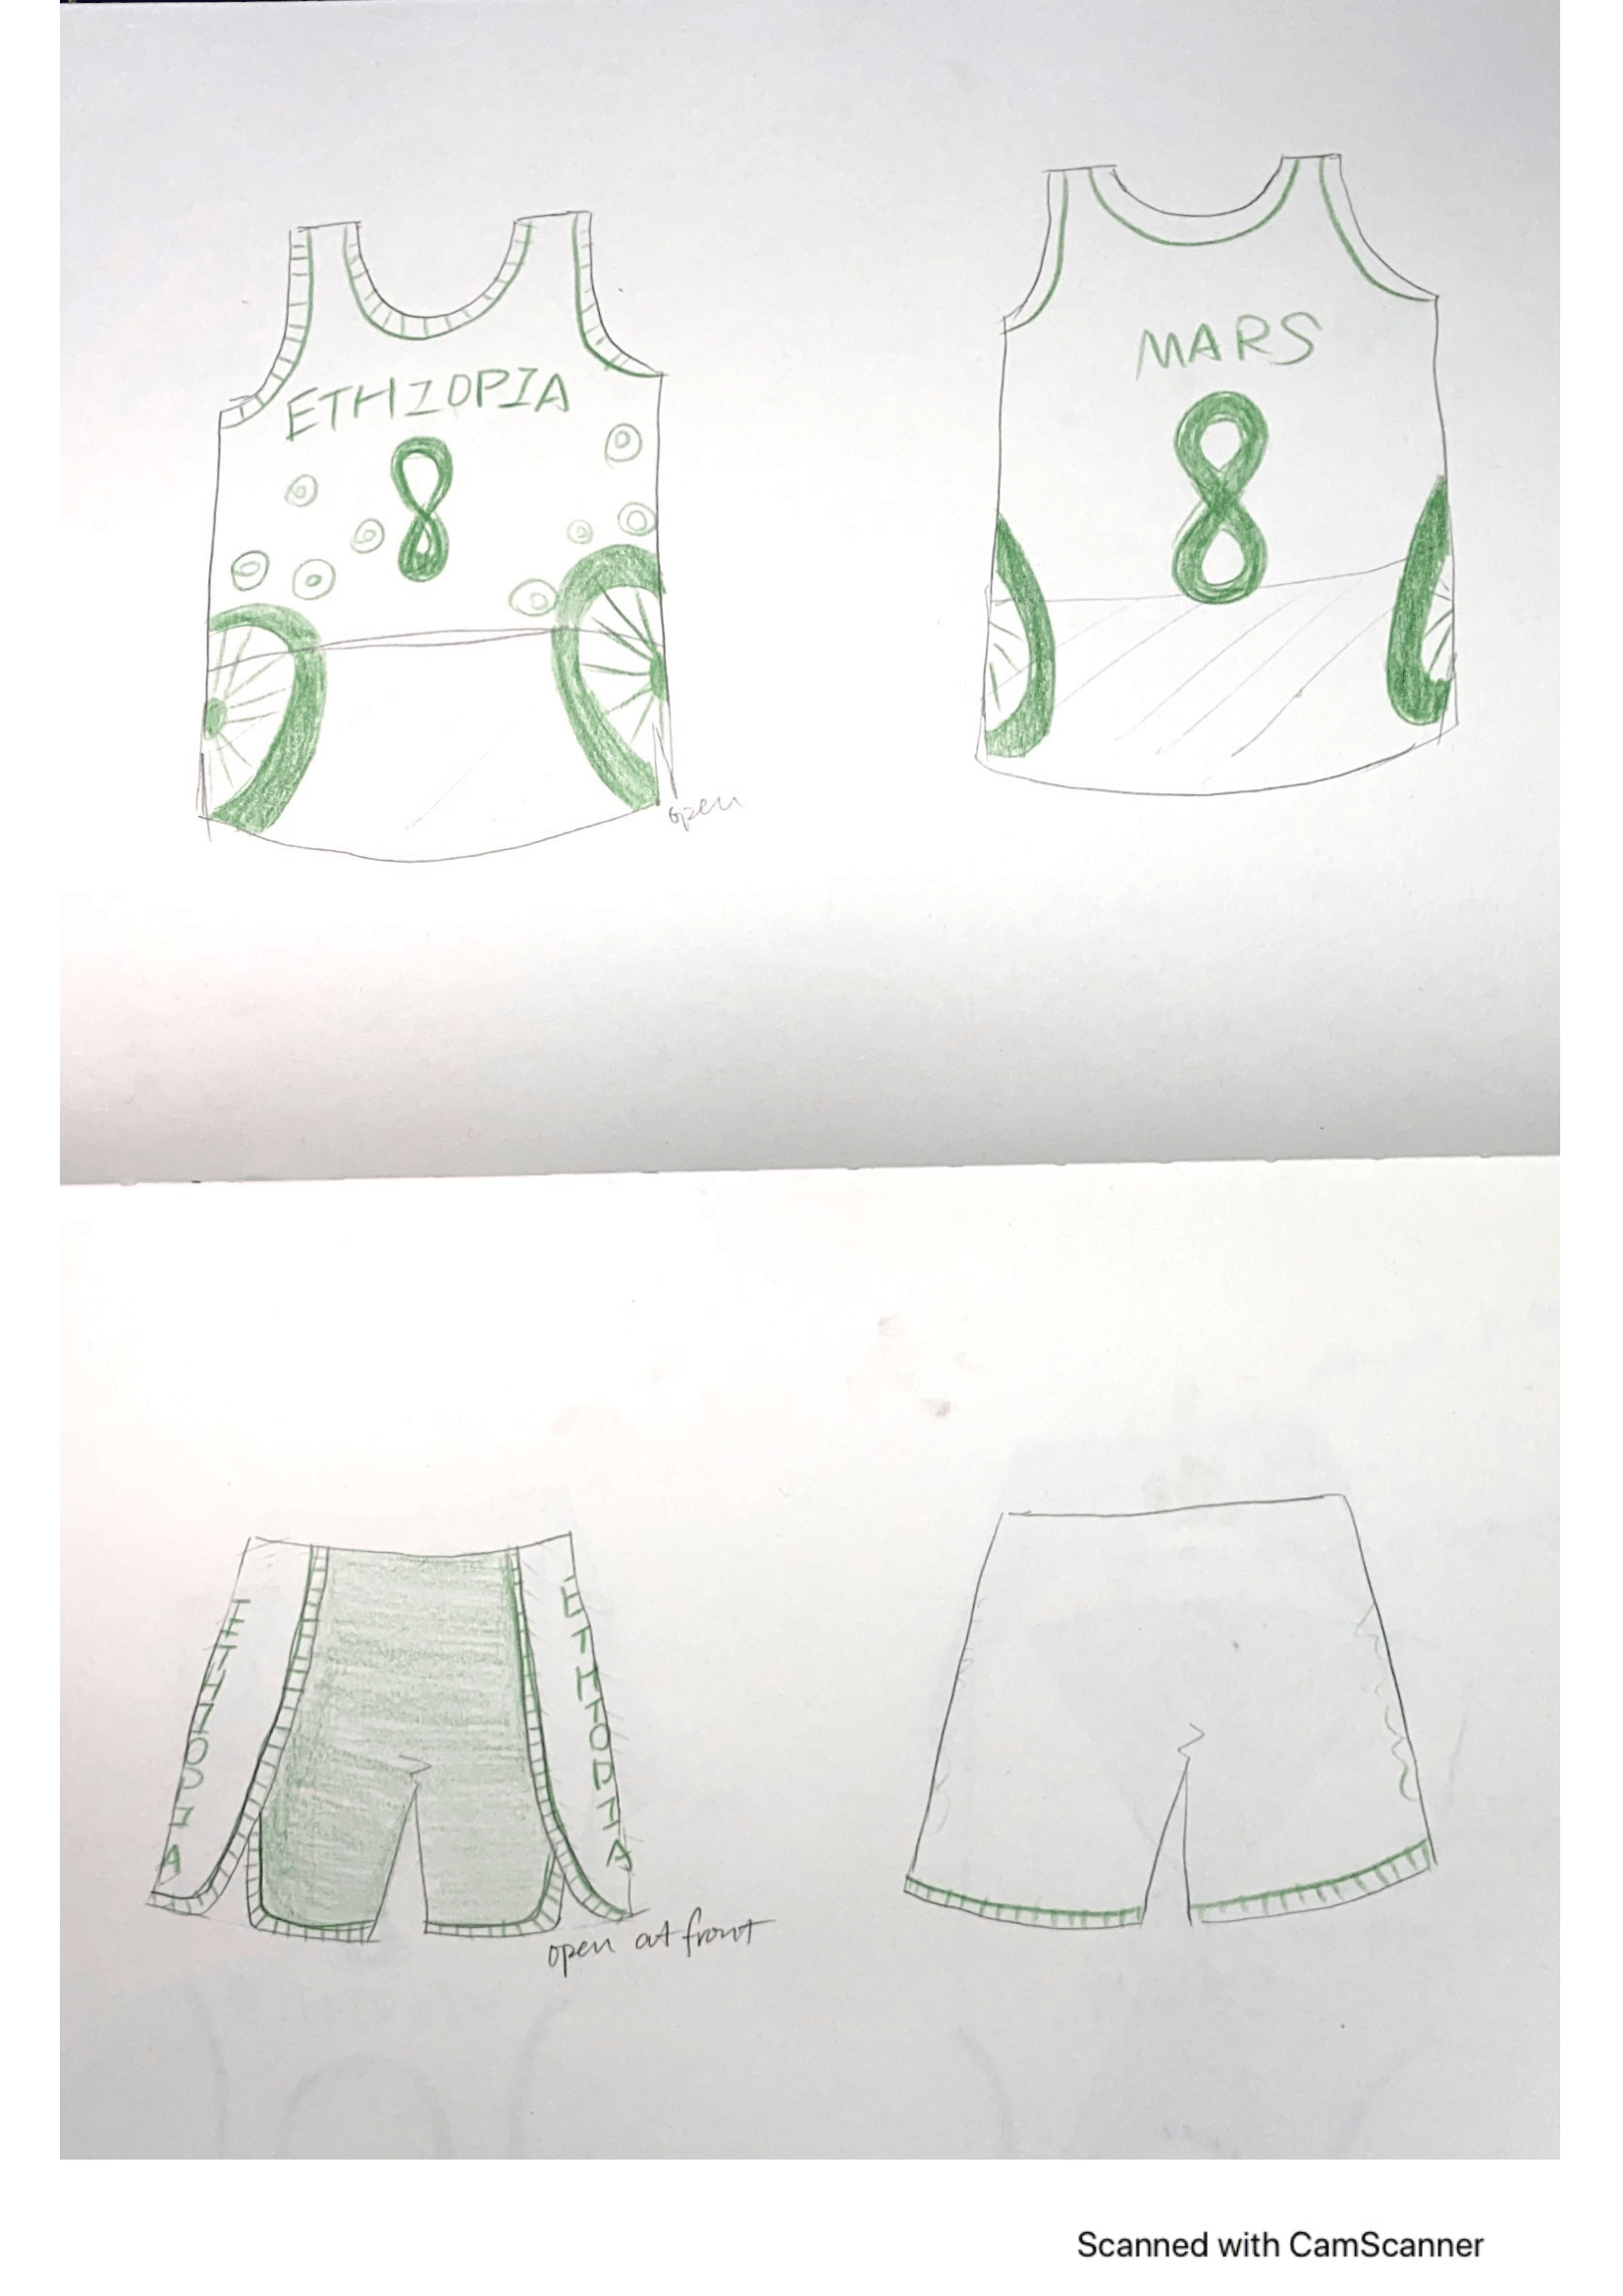 ETHIOPIA
8
open
MARS
8
ETHIOPIA
ETHIOPIA
open at front
Scanned with CamScanner